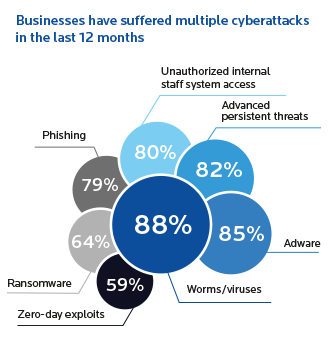 Businesses have suffered multiple cyberattacks
in the last 12 months
Unauthorized internal
staff system access
Advanced
persistent threats
Phishing
80%
82%
79%
88%
85%
64%
Adware
Ransomware
59%
Worms/viruses
Zero-day exploits